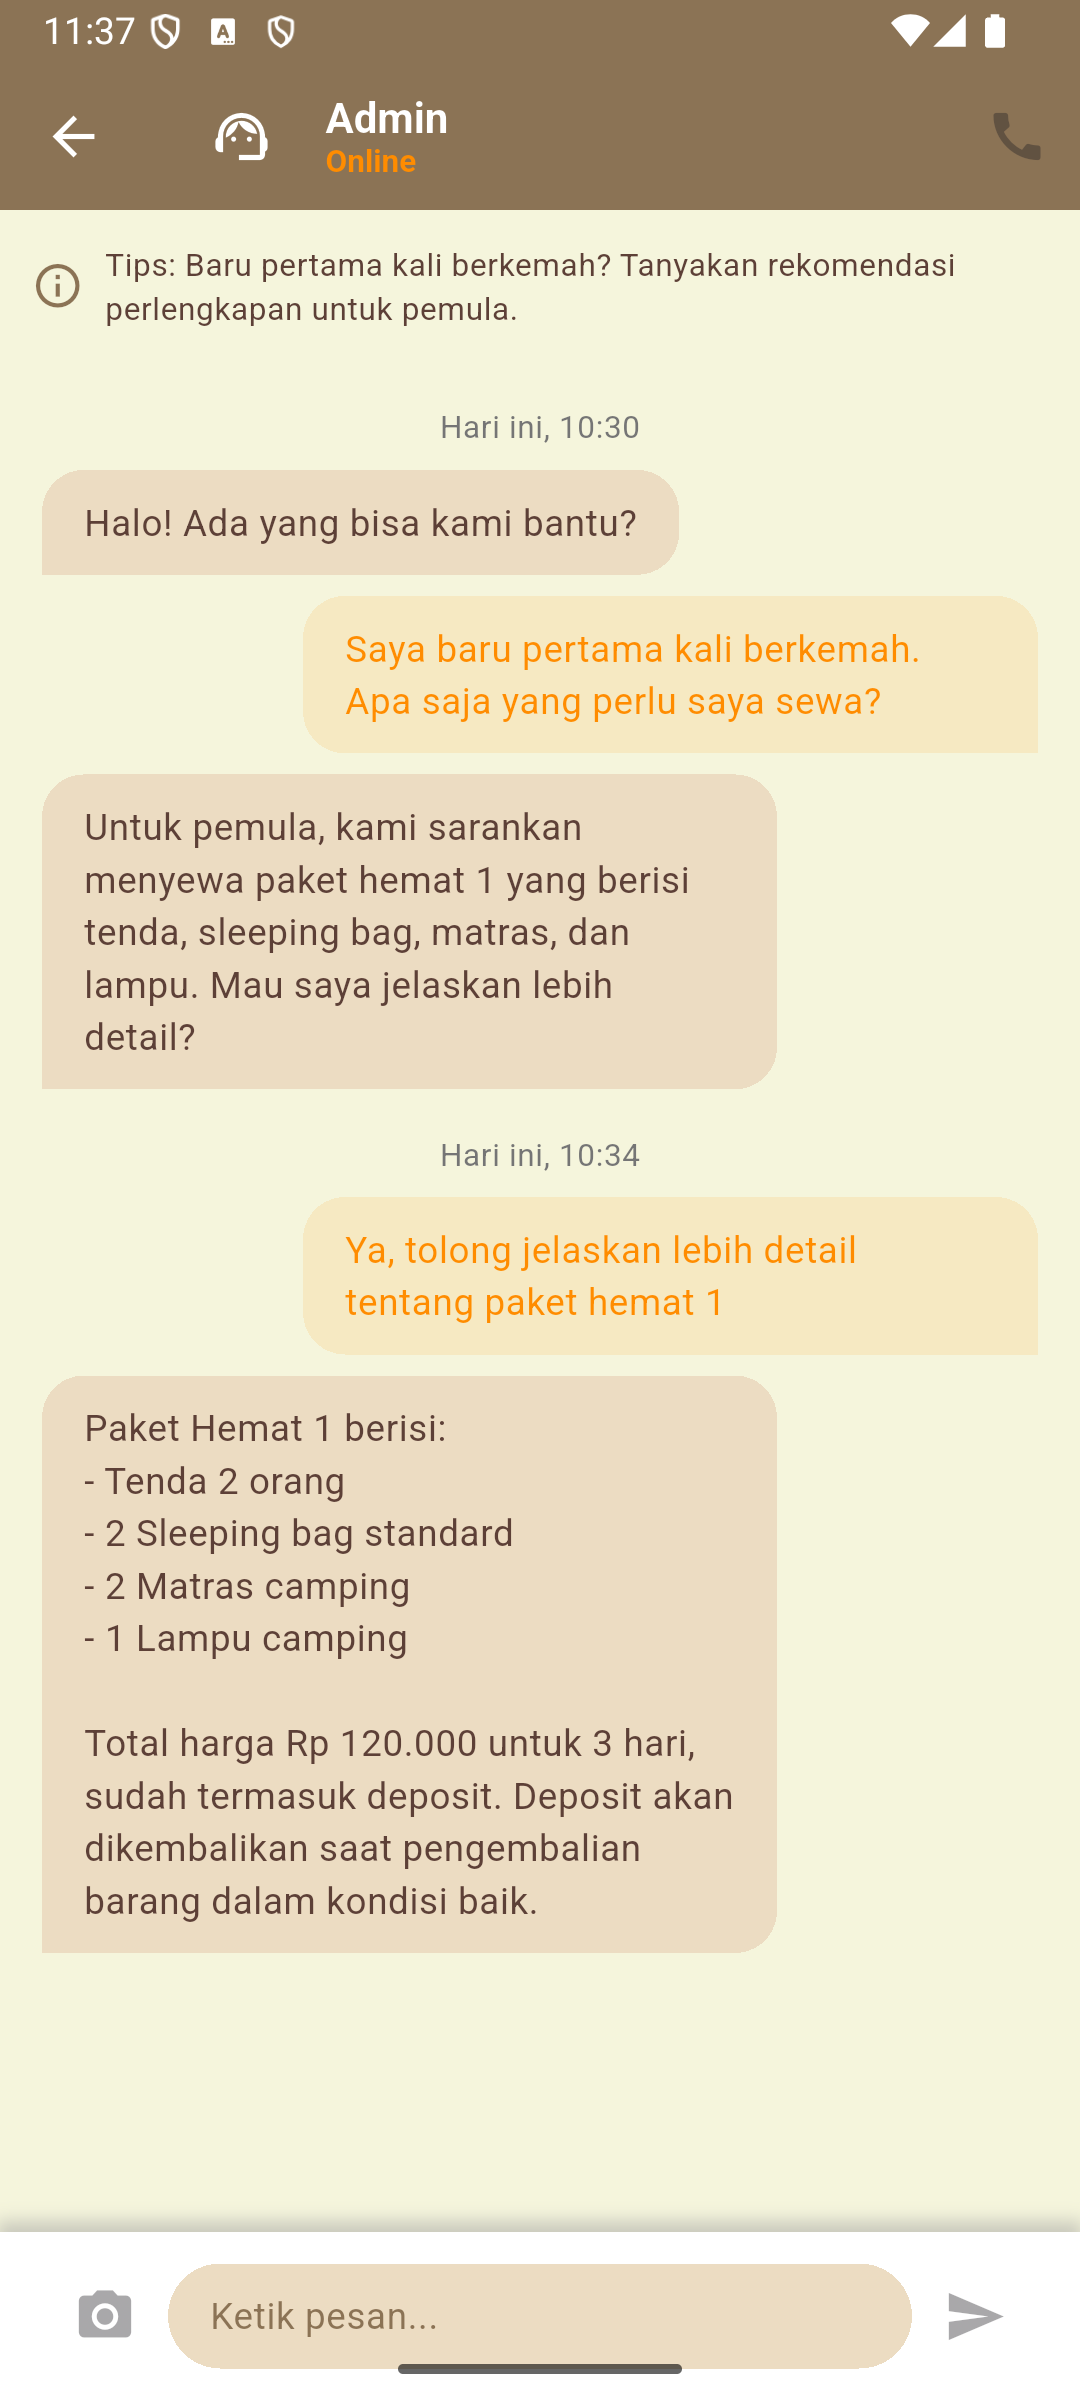 11:37
Admin
Online
Tips: Baru pertama kali berkemah? Tanyakan rekomendasi
perlengkapan untuk pemula.
Hari ini, 10:30
Halo! Ada yang bisa kami bantu?
Saya baru pertama kali berkemah.
Apa saja yang perlu saya sewa?
Untuk pemula, kami sarankan
menyewa paket hemat 1 yang berisi
tenda, sleeping bag, matras, dan
lampu. Mau saya jelaskan lebih
detail?
Hari ini, 10:34
Ya, tolong jelaskan lebih detail
tentang paket hemat 1
Paket Hemat 1 berisi:
- Tenda 2 orang
- 2 Sleeping bag standard
- 2 Matras camping
- 1 Lampu camping
Total harga Rp 120.000 untuk 3 hari,
sudah termasuk deposit. Deposit akan
dikembalikan saat pengembalian
barang dalam kondisi baik.
Ketik pesan...